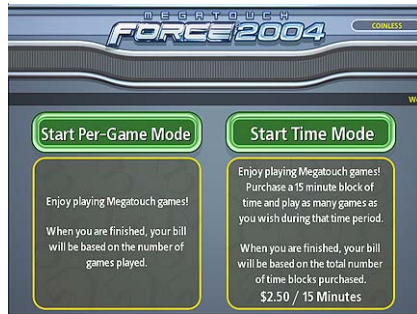 MEGATOUCH
FORCE 2004
COINLESS
Start Per-Game Mode
Enjoy playing Megatouch games!
When you are finished, your bill
will be based on the number of
games played.
Start Time Mode
Enjoy playing Megatouch games!
Purchase a 15 minute block of
time and play as many games as
you wish during that time period.
When you are finished, your bill
will be based on the total number
of time blocks purchased.
$2.50 / 15 Minutes